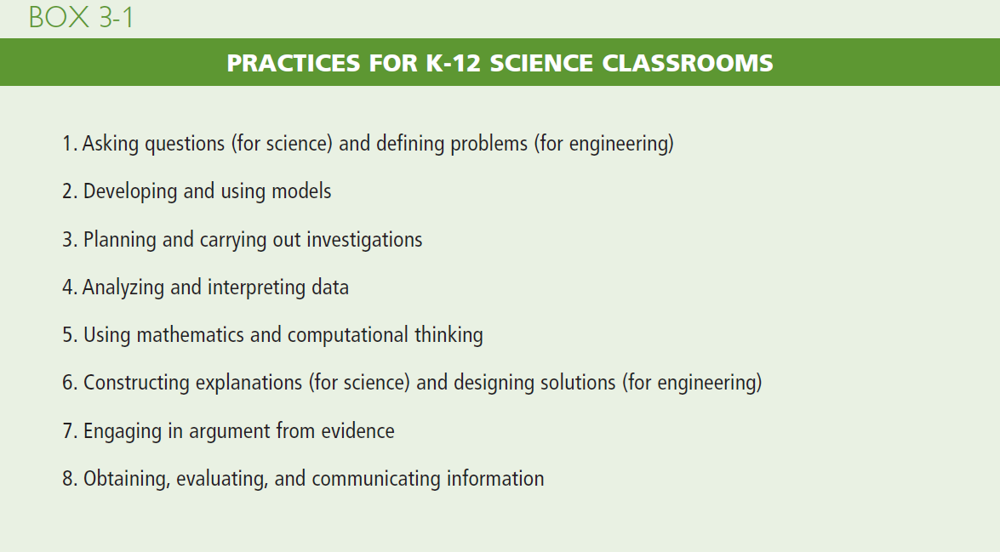 BOX 3-1
PRACTICES FOR K-12 SCIENCE CLASSROOMS
1. Asking questions (for science) and defining problems (for engineering)
2. Developing and using models
3. Planning and carrying out investigations
4. Analyzing and interpreting data
5. Using mathematics and computational thinking
6. Constructing explanations (for science) and designing solutions (for engineering)
7. Engaging in argument from evidence
8. Obtaining, evaluating, and communicating information